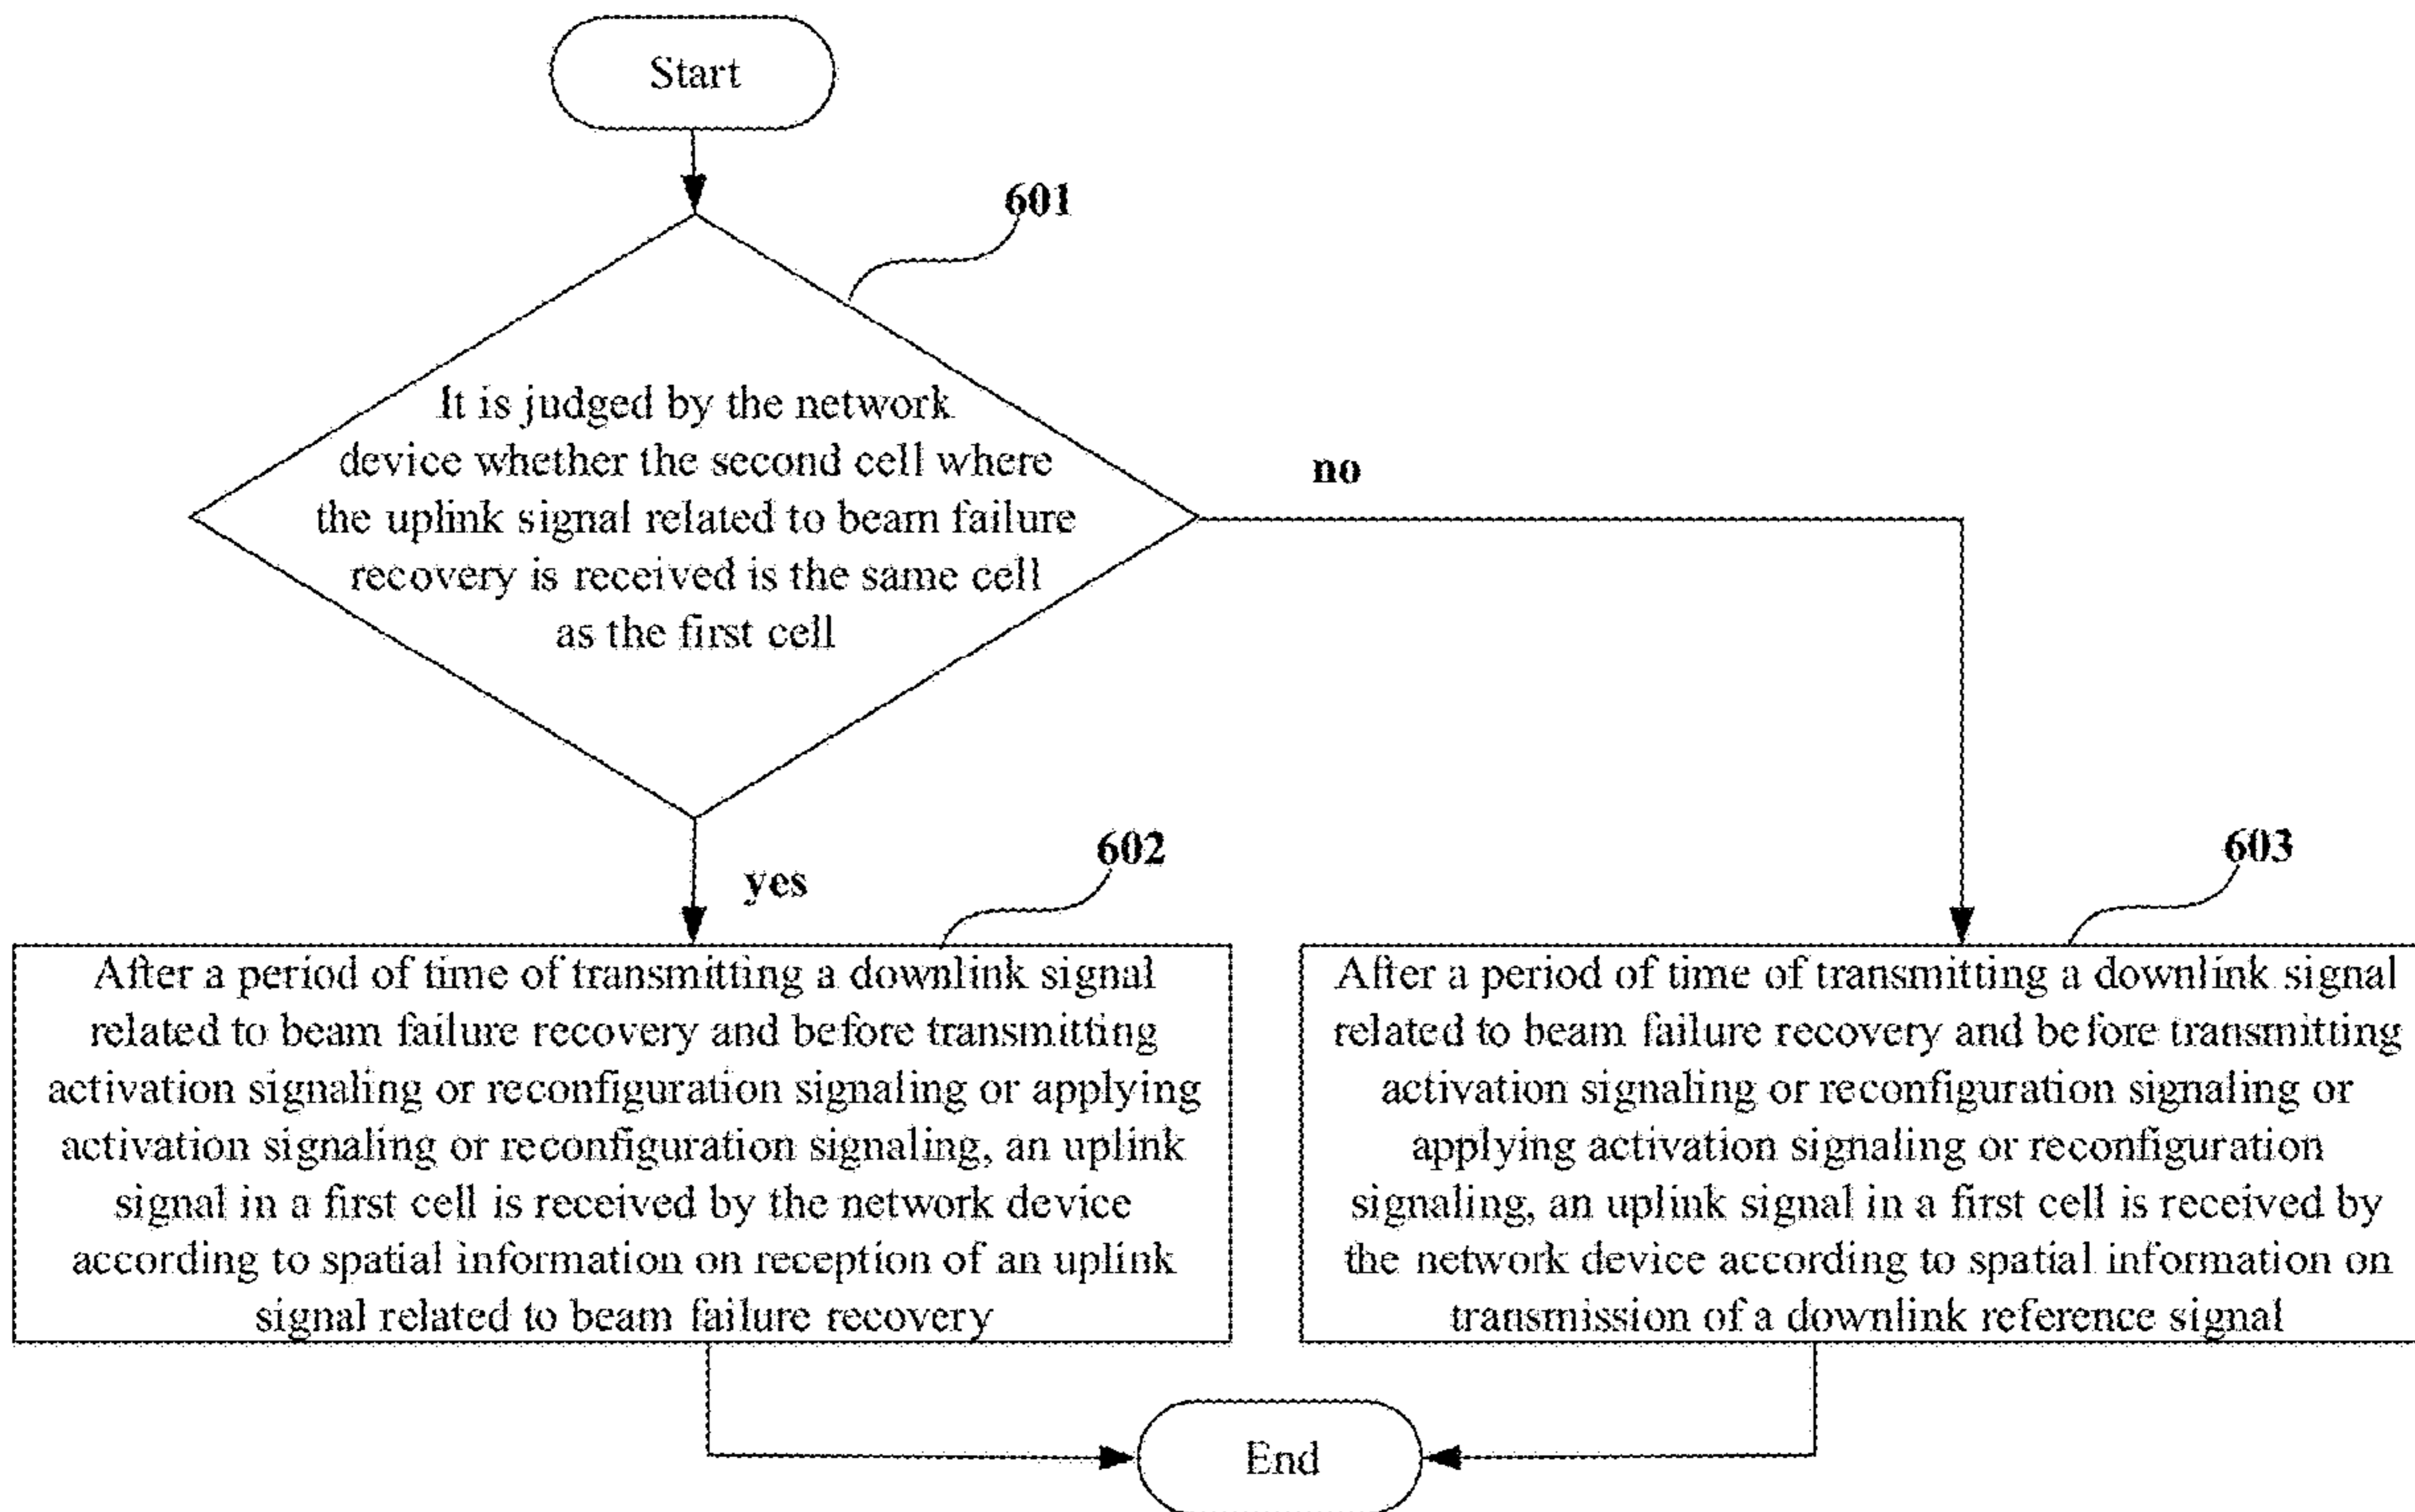 Start
601
It is judged by the network
device whether the second cell where
the uplink signal related to beam failure
recovery is received is the same cell
as the first cell
no
yes
602
After a period of time of transmitting a downlink signal
related to beam failure recovery and before transmitting
activation signaling or reconfiguration signaling or applying
activation signaling or reconfiguration signaling, an uplink
signal in a first cell is received by the network device
according to spatial information on reception of an uplink
signal related to beam failure recovery
603
After a period of time of transmitting a downlink signal
related to beam failure recovery and before transmitting
activation signaling or reconfiguration signaling or
applying activation signaling or reconfiguration
signaling, an uplink signal in a first cell is received by
the network device according to spatial information on
transmission of a downlink reference signal
End